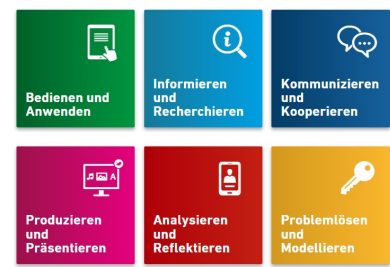 Bedienen und
Anwenden
Informieren
und
Recherchieren
Kommunizieren
und
Kooperieren
Produzieren
und
Präsentieren
Analysieren
und
Reflektieren
Problemlösen
und
Modellieren